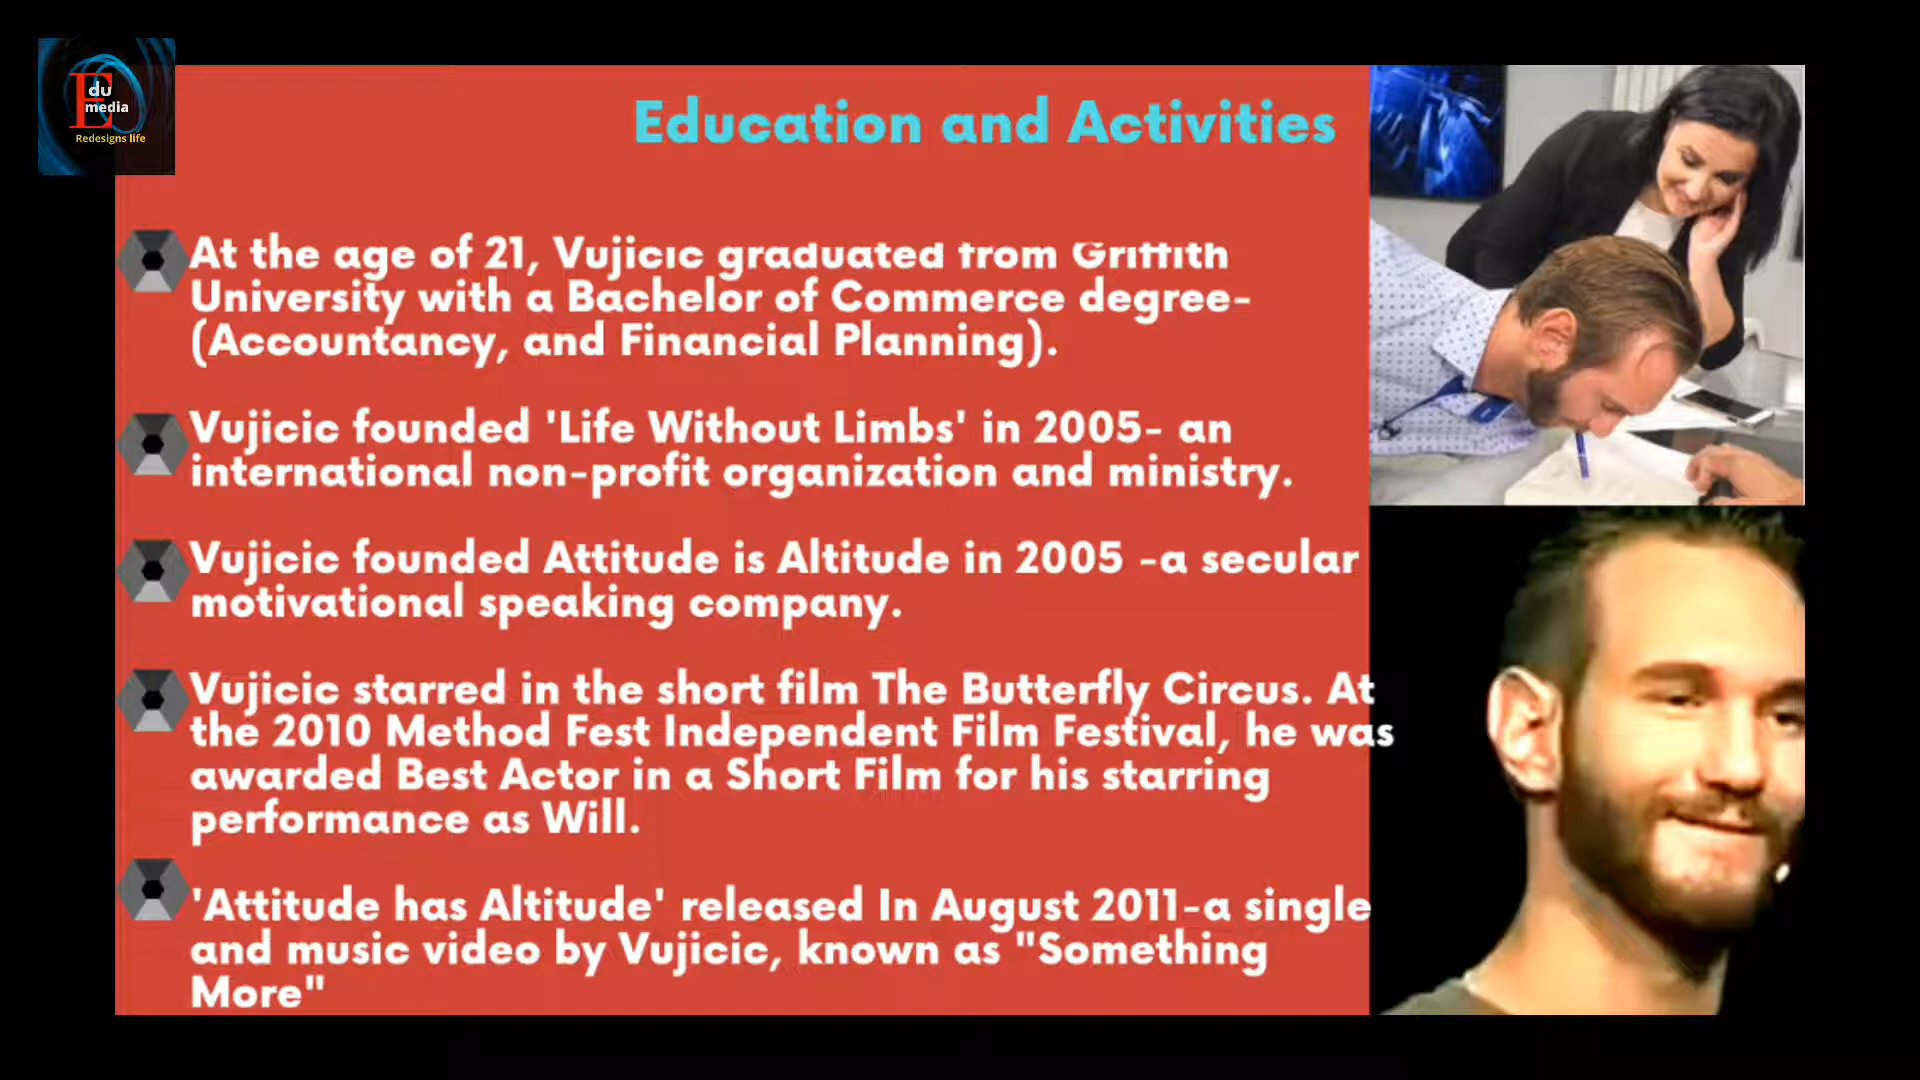 Edu
media
Redesigns life
Education and Activities
At the age of 21, Vujicic graduated from Griffith
University with a Bachelor of Commerce degree-
(Accountancy, and Financial Planning).
Vujicic founded 'Life Without Limbs' in 2005- an
international non-profit organization and ministry.
Vujicic founded Attitude is Altitude in 2005 -a secular
motivational speaking company.
Vujicic starred in the short film The Butterfly Circus. At
the 2010 Method Fest Independent Film Festival, he was
awarded Best Actor in a Short Film for his starring
performance as Will.
'Attitude has Altitude' released In August 2011-a single
and music video by Vujicic, known as "Something
More"